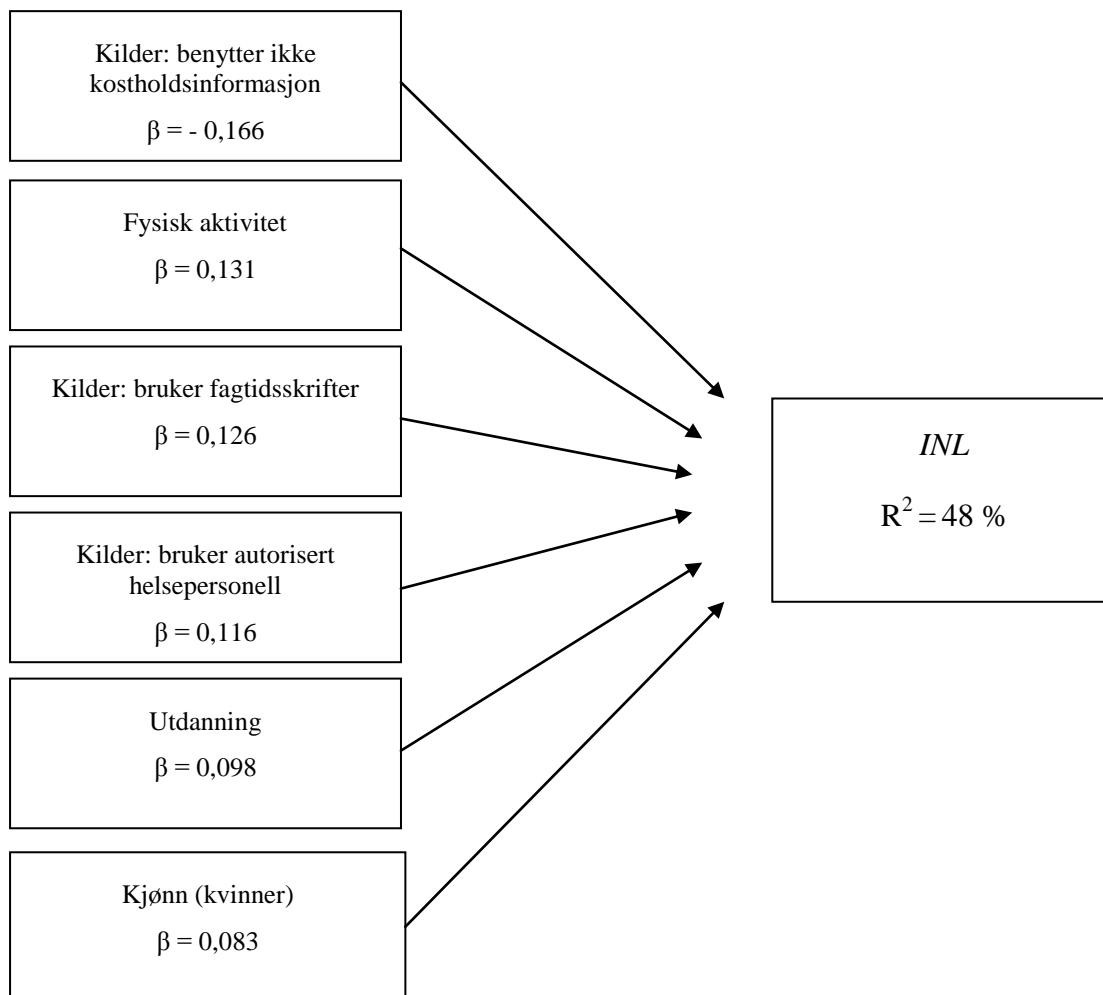 Kilder: benytter ikke
kostholdsinformasjon
β = - 0,166
Fysisk aktivitet
β = 0,131
Kilder: bruker fagtidsskrifter
β = 0,126
Kilder: bruker autorisert
helsepersonell
β = 0,116
Utdanning
β = 0,098
Kjønn (kvinner)
β = 0,083
INL
R² = 48 %